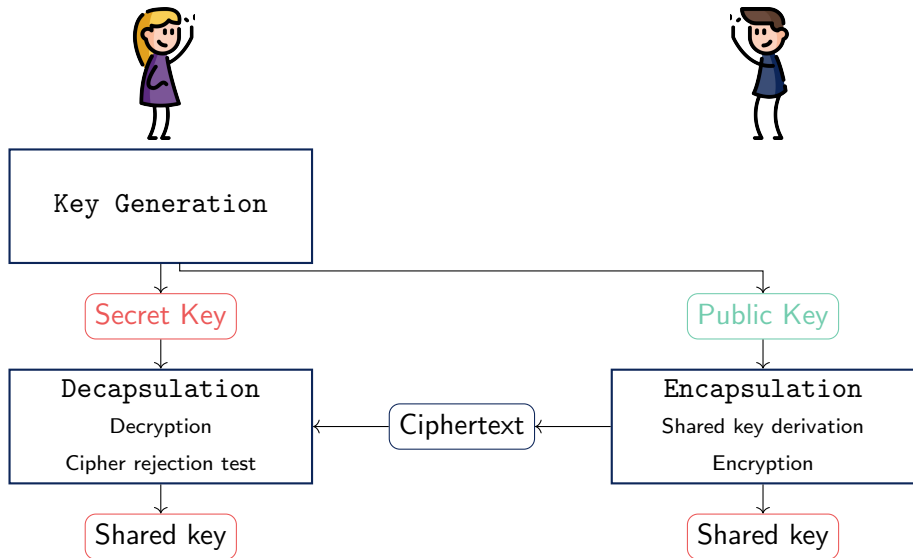 Key Generation
Secret Key
Public Key
Decapsulation
Decryption
Cipher rejection test
Ciphertext
Encapsulation
Shared key derivation
Encryption
Shared key
Shared key